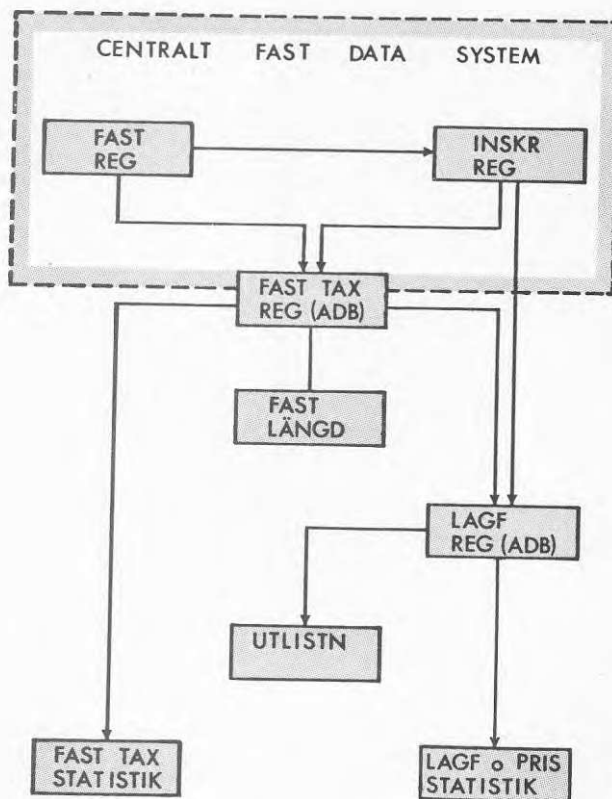 CENTRALT FAST DATA SYSTEM
FAST
REG
INSKR
REG
FAST TAX
REG (ADB)
FAST
LÄNGD
LAGF
REG (ADB)
UTLISTN
FAST TAX
STATISTIK
LAGF o PRIS
STATISTIK